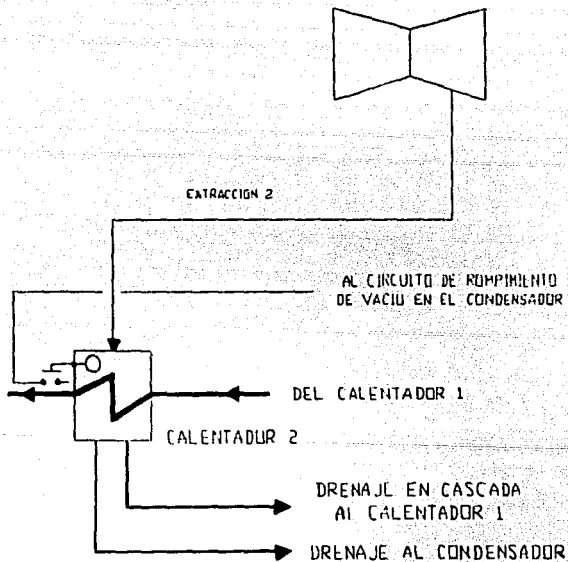 EXTRACCION 2
AL CIRCUITO DE ROMPIMIENTO
DE VACIO EN EL CONDENSADOR
DEL CALENTADOR 1
CALENTADOR 2
DRENAJE EN CASCADA
AL CALENTADOR 1
DRENAJE AL CONDENSADOR